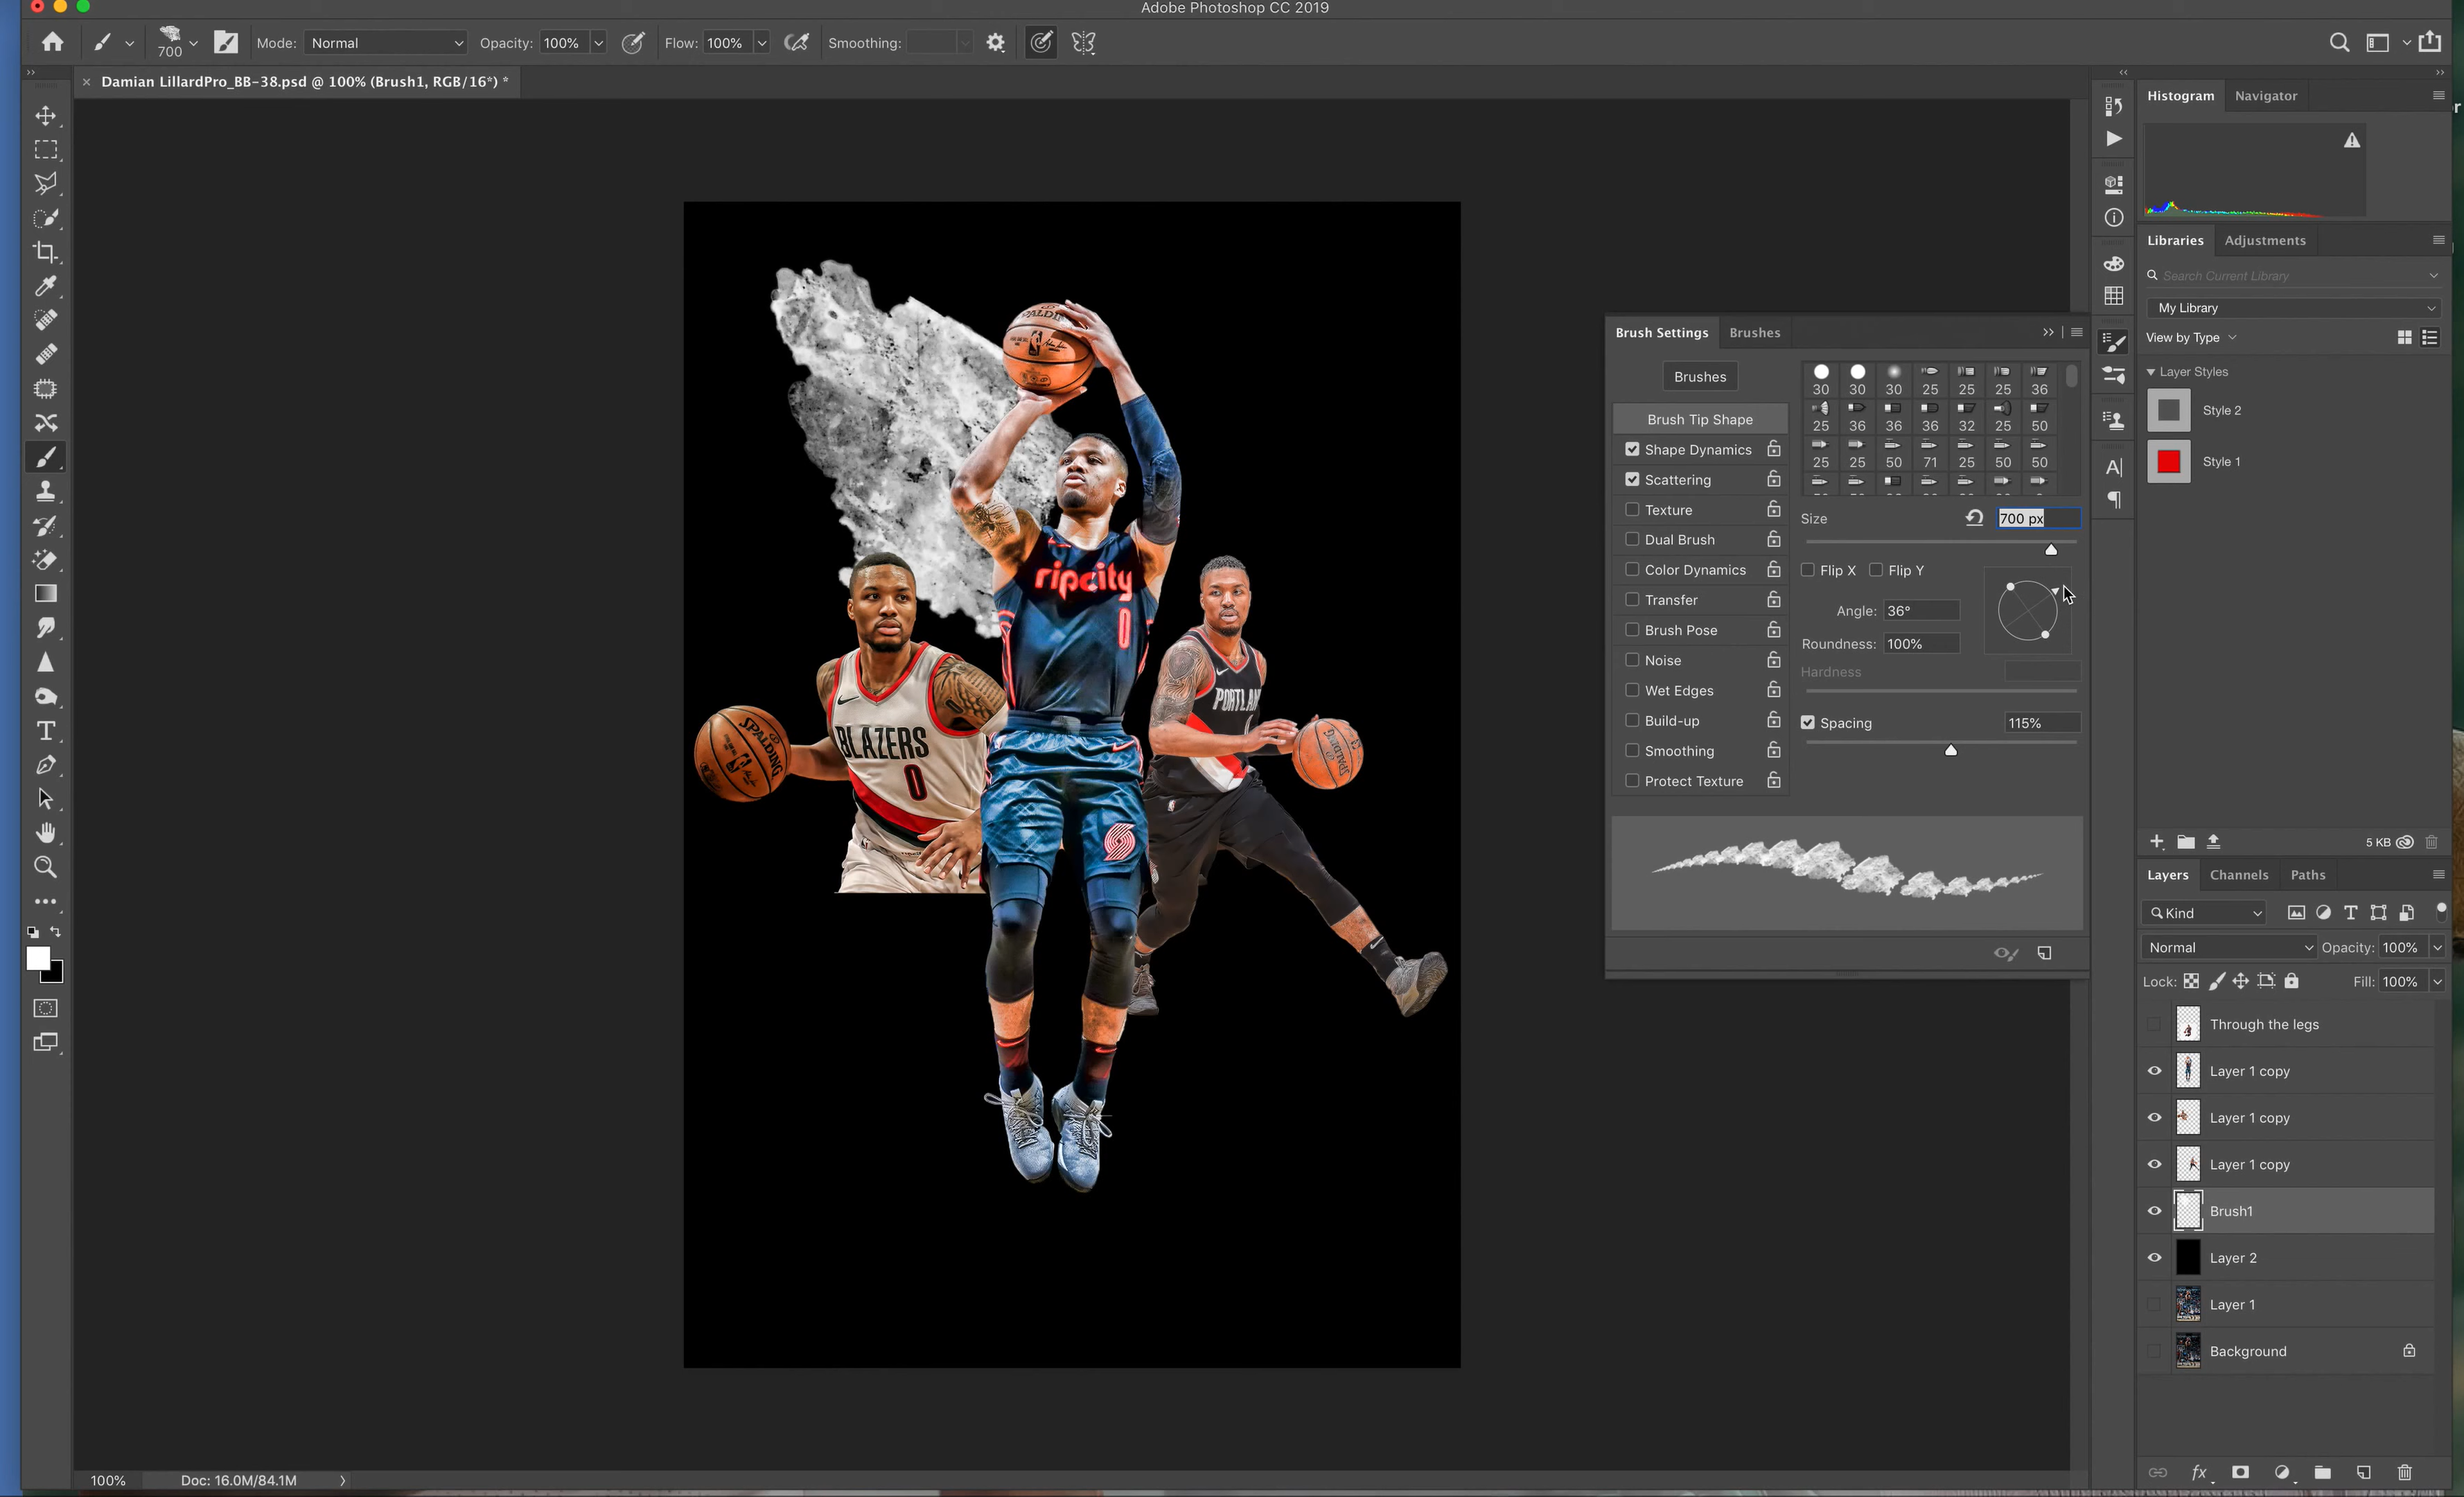 Adobe Photoshop CC 2019
700
Mode: Normal
Opacity: 100%
Flow: 100%
Smoothing:
× Damian LillardPro_BB-38.psd @ 100% (Brush1, RGB/16*) *
Histogram Navigator
Libraries Adjustments
Search Current Library
My Library
View by Type
Layer Styles
Style 2
Style 1
5 KB
Brush Settings Brushes
Brushes
Brush Tip Shape
Shape Dynamics
Scattering
Texture
Dual Brush
Color Dynamics
Transfer
Brush Pose
Noise
Wet Edges
Build-up
Smoothing
Protect Texture
30 30 30 25 25 25 36
25 36 36 36 32 25 50
25 25 50 71 25 50 50
Size 700 px
Flip X Flip Y
Angle: 36°
Roundness: 100%
Hardness
Spacing 115%
SPALDING
ripcity
0
BLAZERS
0
SPALDING
PORTLAN
SPALDING
Layers Channels Paths
Kind
Normal Opacity: 100%
Lock: Fill: 100%
Through the legs
Layer 1 copy
Layer 1 copy
Layer 1 copy
Brush1
Layer 2
Layer 1
Background
fx
100% Doc: 16.0M/84.1M